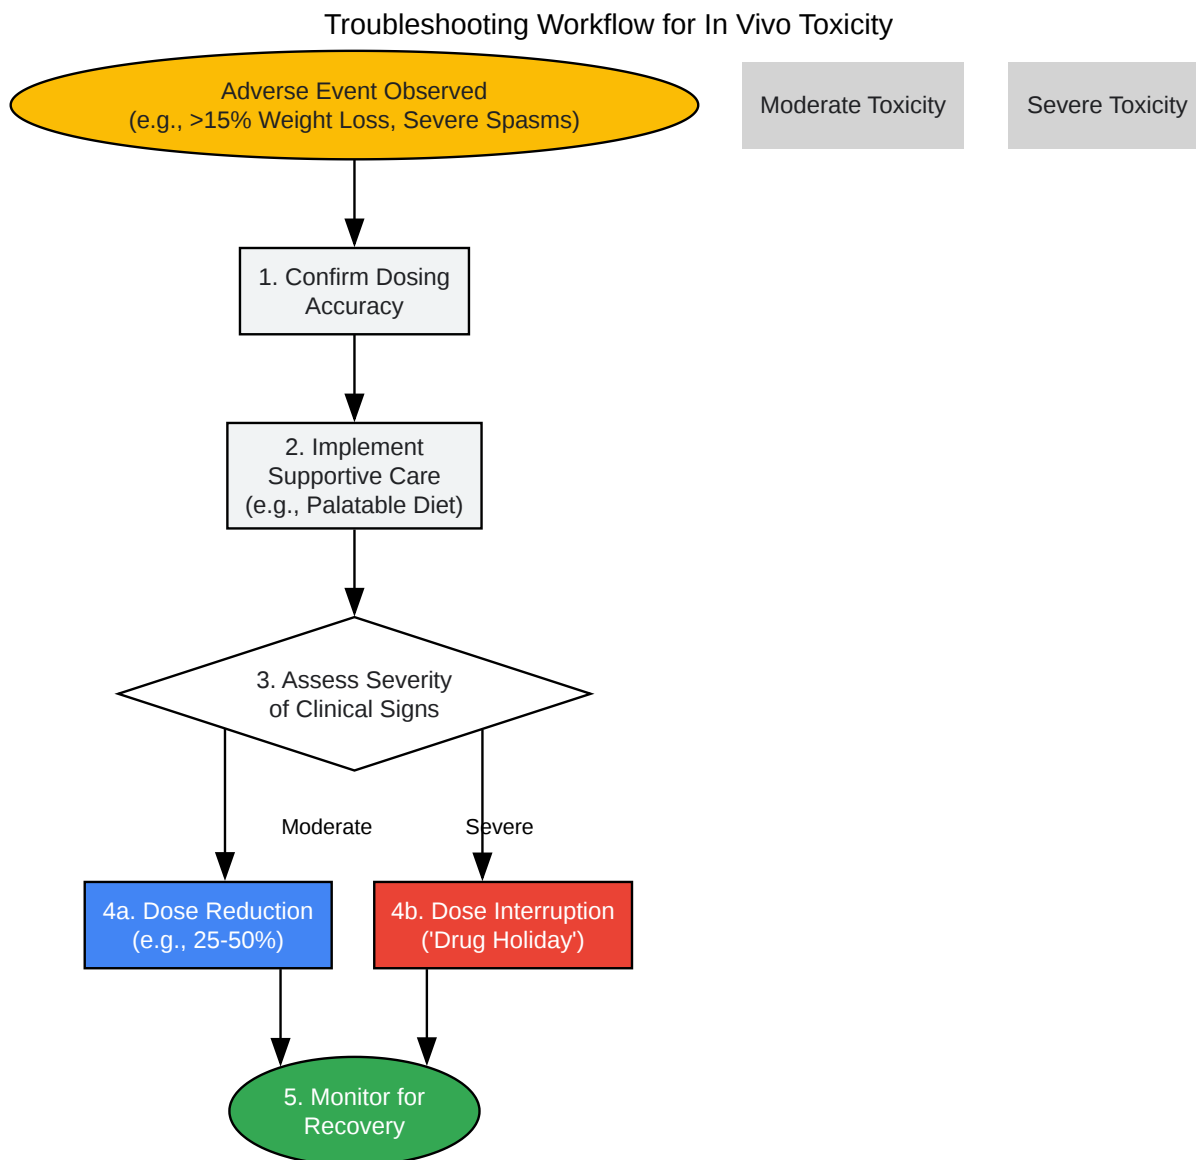 Troubleshooting Workflow for In Vivo Toxicity
Adverse Event Observed
(e.g., >15% Weight Loss, Severe Spasms)
Moderate Toxicity
Severe Toxicity
1. Confirm Dosing
Accuracy
2. Implement
Supportive Care
(e.g., Palatable Diet)
3. Assess Severity
of Clinical Signs
Moderate
Severe
4a. Dose Reduction
(e.g., 25-50%)
4b. Dose Interruption
('Drug Holiday')
5. Monitor for
Recovery